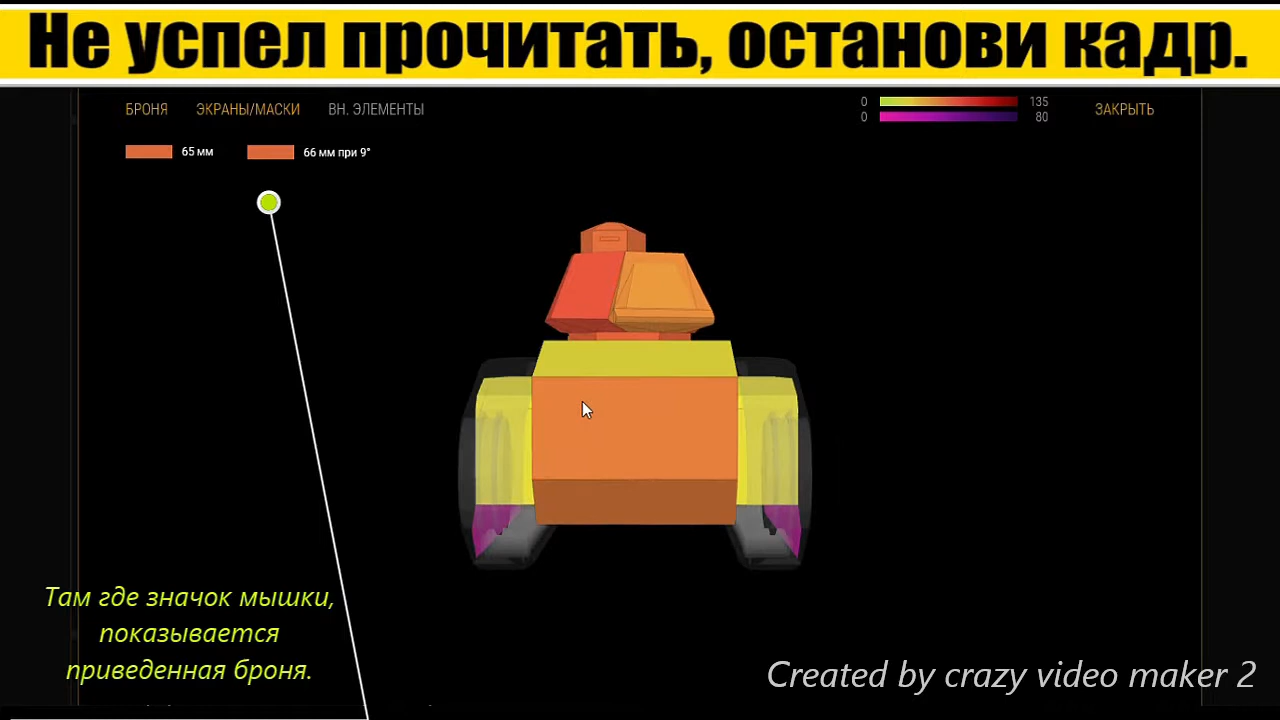 Не успел прочитать, останови кадр.
БРОНЯ ЭКРАНЫ/МАСКИ ВН. ЭЛЕМЕНТЫ 0 135 ЗАКРЫТЬ
0 80
65 мм 66 мм при 9°
Там где значок мышки,
показывается
приведенная броня.
Created by crazy video maker 2